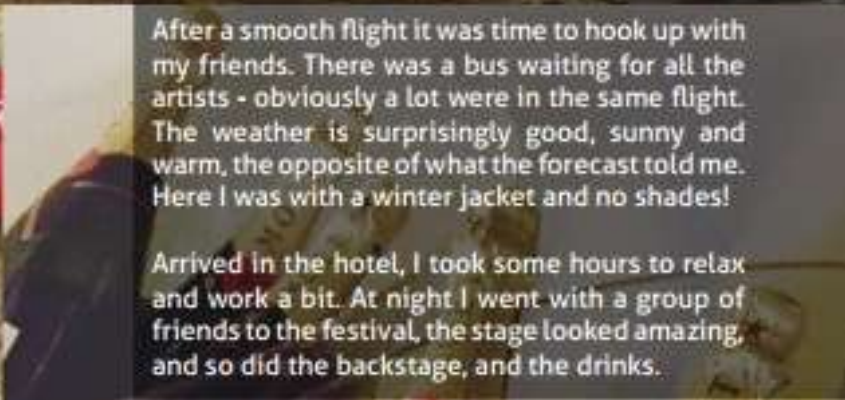 After a smooth flight it was time to hook up with
my friends. There was a bus waiting for all the
artists - obviously a lot were in the same flight.
The weather is surprisingly good, sunny and
warm, the opposite of what the forecast told me.
Here I was with a winter jacket and no shades!
Arrived in the hotel, I took some hours to relax
and work a bit. At night I went with a group of
friends to the festival, the stage looked amazing,
and so did the backstage, and the drinks.